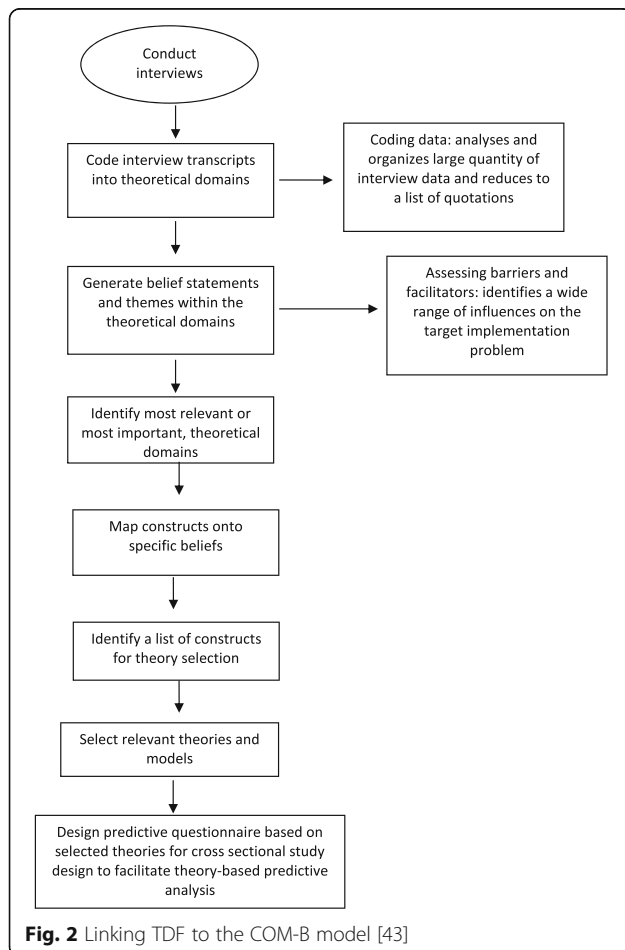 Conduct
interviews
Code interview transcripts
into theoretical domains
Coding data: analyses and
organizes large quantity of
interview data and reduces to
a list of quotations
Generate belief statements
and themes within the
theoretical domains
Assessing barriers and
facilitators: identifies a wide
range of influences on the
target implementation
problem
Identify most relevant or
most important, theoretical
domains
Map constructs onto
specific beliefs
Identify a list of constructs
for theory selection
Select relevant theories and
models
Design predictive questionnaire based on
selected theories for cross sectional study
design to facilitate theory-based predictive
analysis
Fig. 2 Linking TDF to the COM-B model [43]